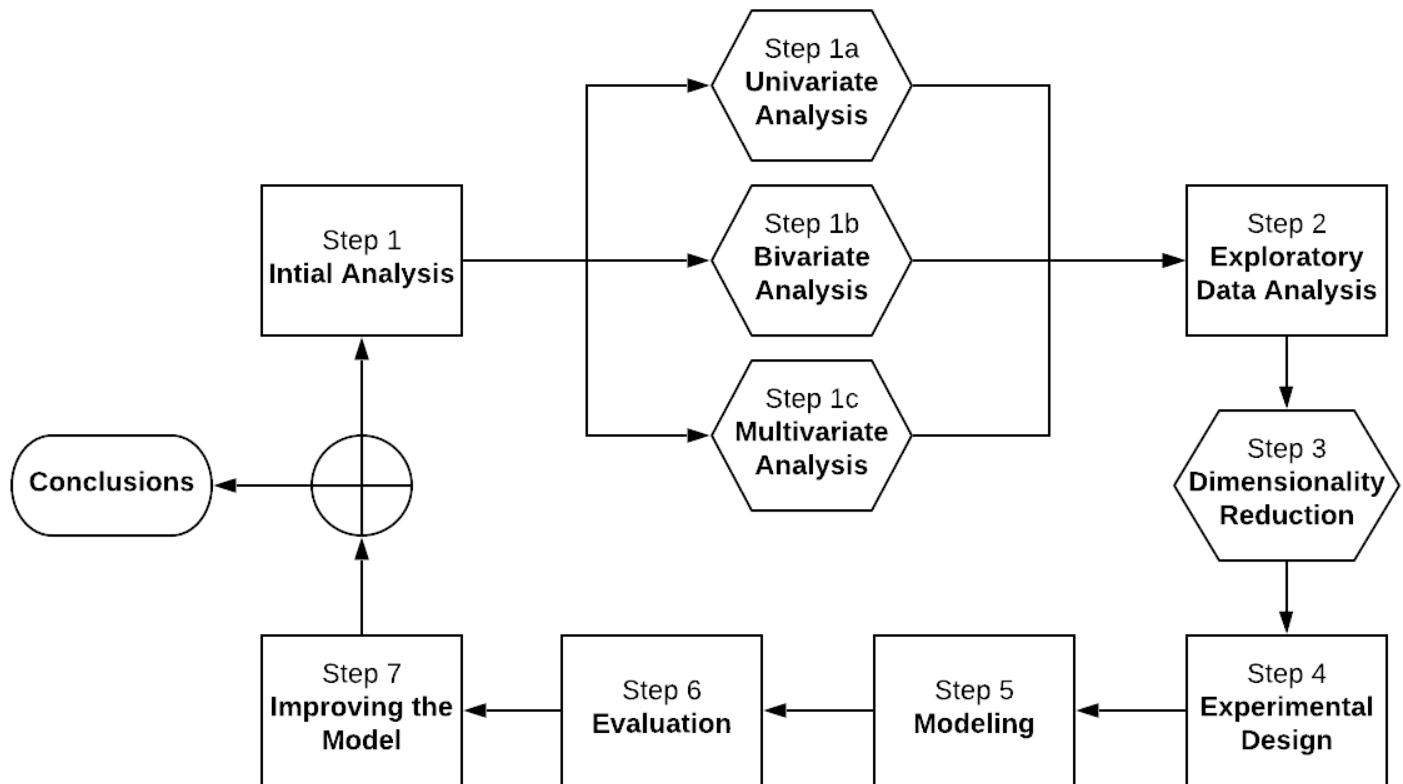 Step 1a
Univariate
Analysis
Step 1
Intial Analysis
Step 1b
Bivariate
Analysis
Step 2
Exploratory
Data Analysis
Step 1c
Multivariate
Analysis
Conclusions
Step 3
Dimensionality
Reduction
Step 7
Improving the
Model
Step 6
Evaluation
Step 5
Modeling
Step 4
Experimental
Design